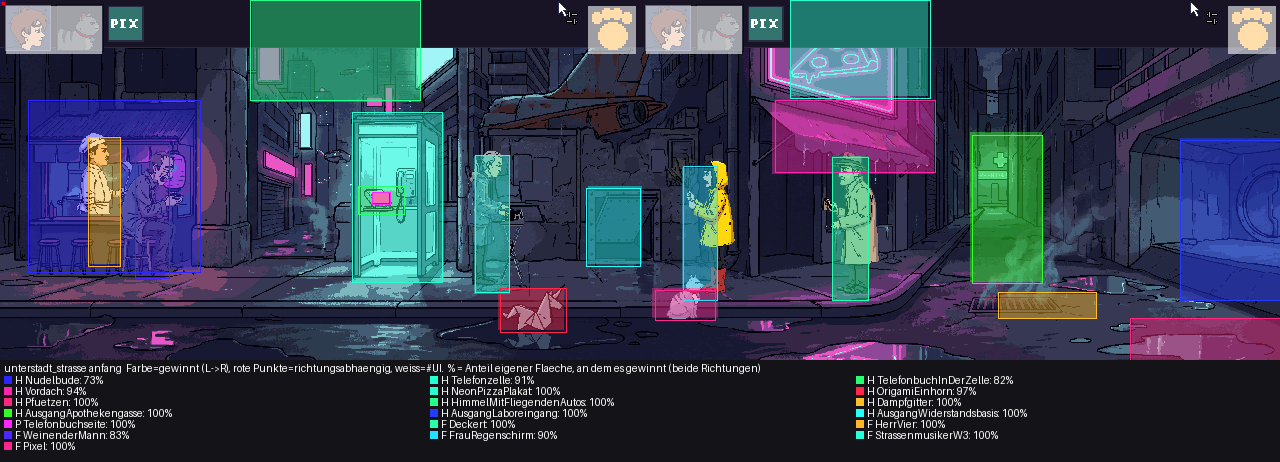 PIX
PIX
unterstadt_strasse anfang Farbe=gewinnt (L->R), rote Punkte=richtungsabhaengig, weiss=#UI. % = Anteil eigener Flaeche, an dem es gewinnt (beide Richtungen)
H Nudelbude: 73%
H Telefonzelle: 91%
H TelefonbuchInDerZelle: 82%
H Vordach: 94%
H NeonPizzaPlakat: 100%
H OrigamiEinhorn: 97%
H Pfuetzen: 100%
H HimmelMitFliegendenAutos: 100%
H Dampfgitter: 100%
H AusgangApothekengasse: 100%
H AusgangLaboreingang: 100%
H AusgangWiderstandsbasis: 100%
P Telefonbuchseite: 100%
F Deckert: 100%
F HerrVier: 100%
F WeinenderMann: 83%
F FrauRegenschirm: 90%
F StrassenmusikerW3: 100%
F Pixel: 100%